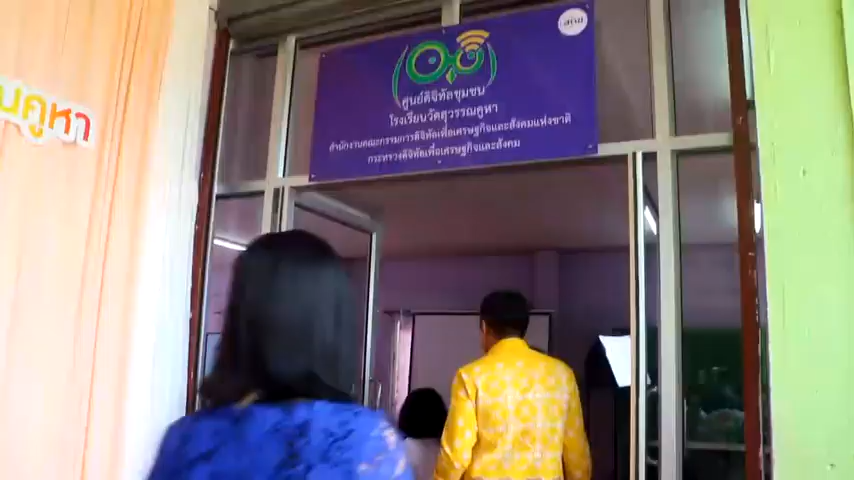 สดช
ศูนย์ดิจิทัลชุมชน
โรงเรียนวัดสุวรรณคูหา
สำนักงานคณะกรรมการดิจิทัลเพื่อเศรษฐกิจและสังคมแห่งชาติ
กระทรวงดิจิทัลเพื่อเศรษฐกิจและสังคม
นคูหา